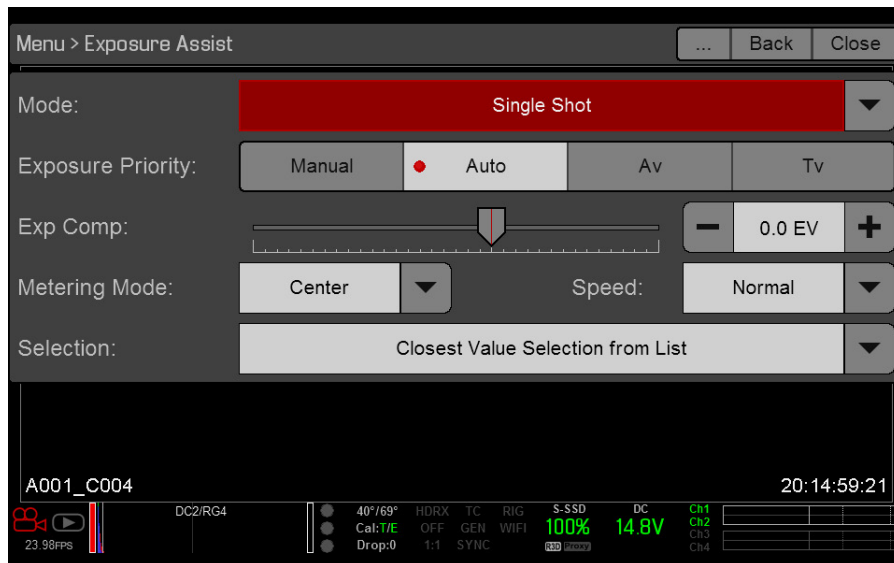 Menu > Exposure Assist ... Back Close
Mode: Single Shot
Exposure Priority: Manual Auto Av Tv
Exp Comp: 0.0 EV
Metering Mode: Center Speed: Normal
Selection: Closest Value Selection from List
A001_C004 20:14:59:21
DC2/RG4 40°/69° HDRX TC RIG S-SSD DC Ch1
Cal:T/E OFF GEN WIFI 100% 14.8V Ch2
23.98FPS Drop:0 1:1 SYNC R3D Proxy Ch3
Ch4